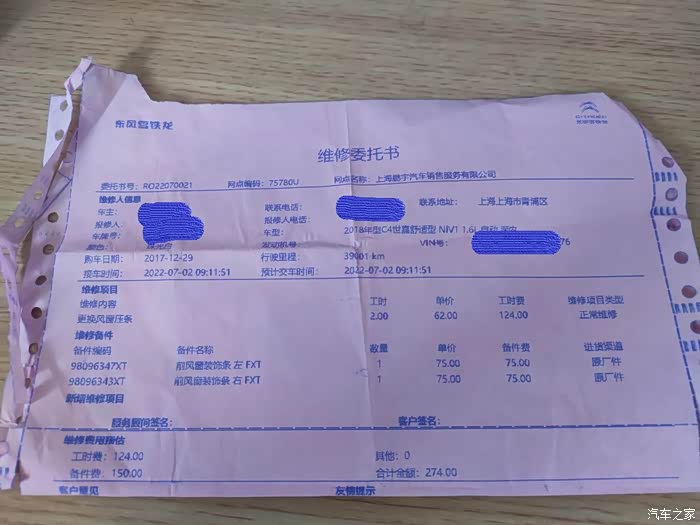 东风雪铁龙
CITROËN
东风雪铁龙
维修委托书
委托书号: RO22070021 网点编码: 75780U 网点名称: 上海鹏宇汽车销售服务有限公司
维修人信息
车主: 联系电话: 联系地址: 上海上海市青浦区
报修人: 报修人电话:
车牌号: 车型: 2018年型C4世嘉舒适型 NIV1 1.6L 自动
颜色: 发动机号: VIN号: 76
购车日期: 2017-12-29 行驶里程: 39001 km
接车时间: 2022-07-02 09:11:51 预计交车时间: 2022-07-02 09:11:51
维修项目
维修内容 工时 单价 工时费 维修项目类型
更换风窗压条 2.00 62.00 124.00 正常维修
维修备件
备件编码 备件名称 数量 单价 备件费 进货渠道
98096347XT 前风窗装饰条 左 FXT 1 75.00 75.00 原厂件
98096343XT 前风窗装饰条 右 FXT 1 75.00 75.00 原厂件
新增维修项目
服务顾问签名: 客户签名:
维修费用预估
工时费: 124.00 其他: 0
备件费: 150.00 合计金额: 274.00
客户意见 友情提示
汽车之家